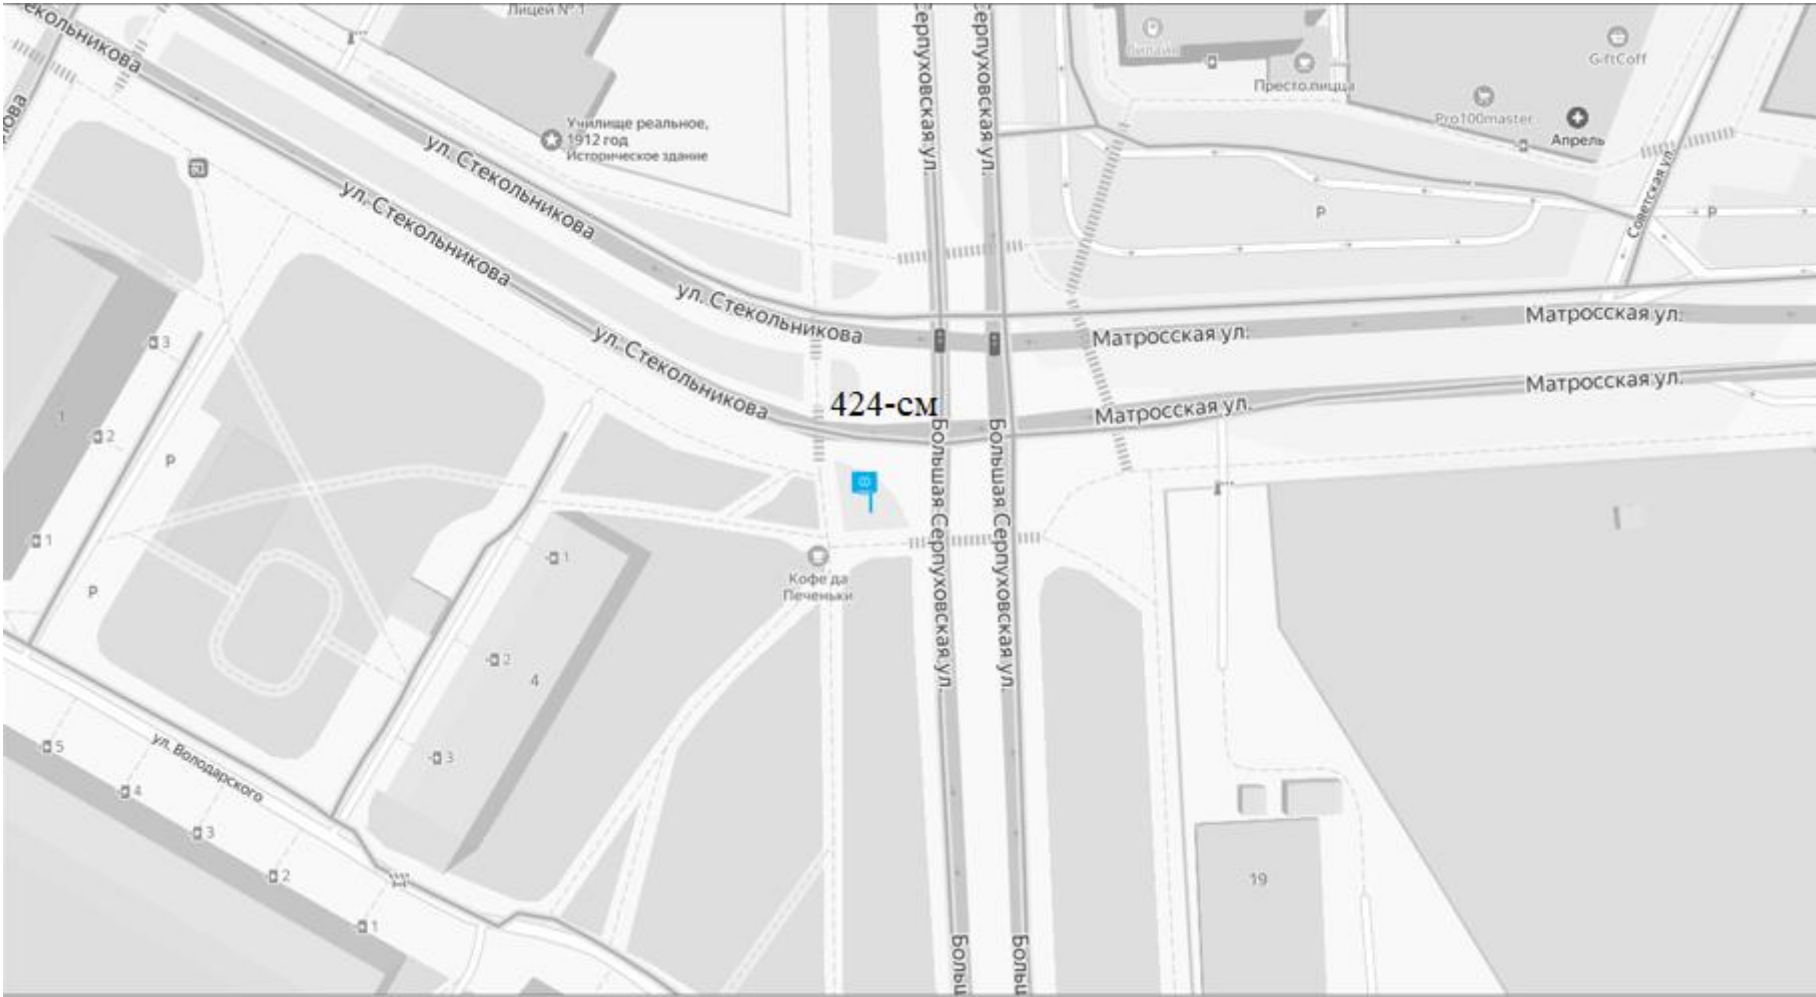 Лицей № 1
Стекольникова
Училище реальное,
1912 год
Историческое здание
Билайн
Престо.пицца
GiftCoff
Pro100master
Апрель
ул. Стекольникова
ул. Стекольникова
ул. Стекольникова
ул. Стекольникова
Серпуховская ул.
Серпуховская ул.
Советская ул.
P
P
Матросская ул.
Матросская ул.
Матросская ул.
Матросская ул.
424-см
Большая Серпуховская ул.
Большая Серпуховская ул.
Кофе да
Печеньки
3
1
2
P
1
P
1
2
4
3
ул. Володарского
5
4
3
2
1
19
Больш
Больш